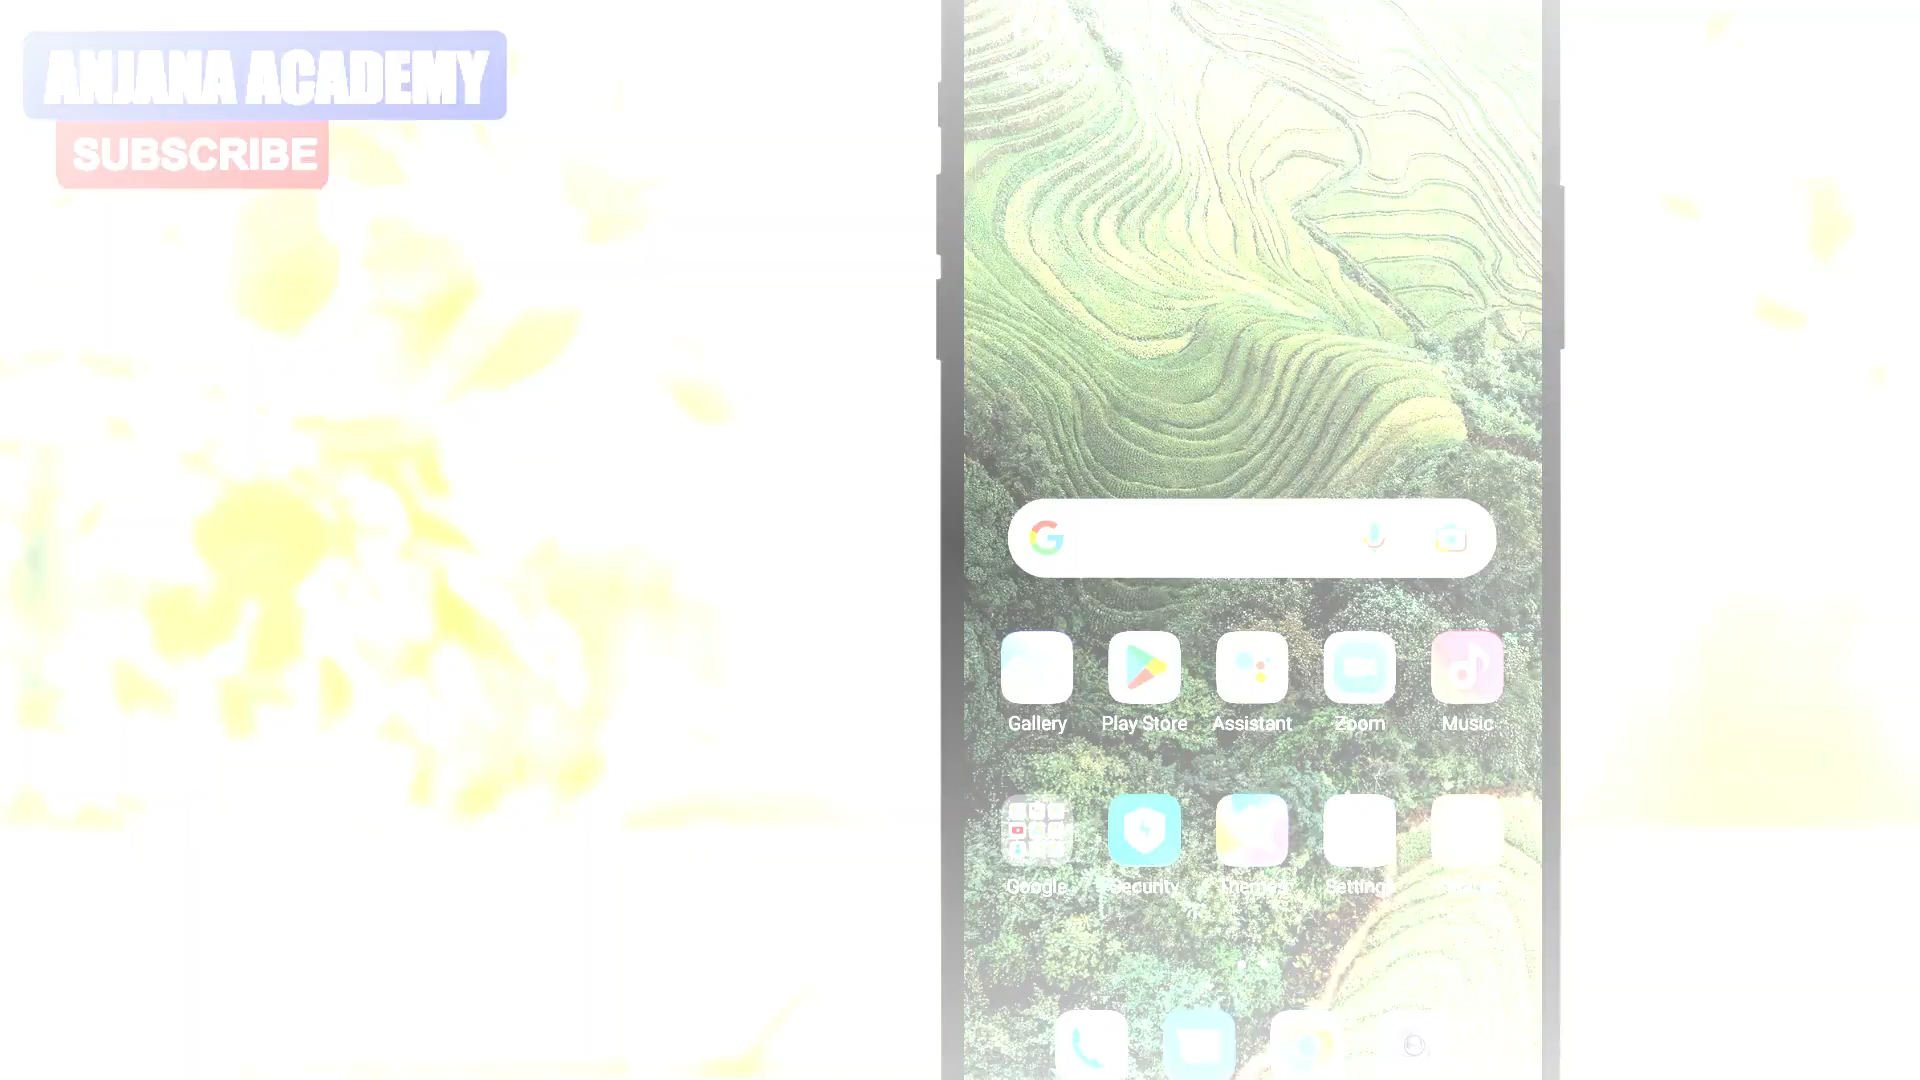 ANJANA ACADEMY
SUBSCRIBE
Gallery Play Store Assistant Zoom Music
Google Security Themes Settings